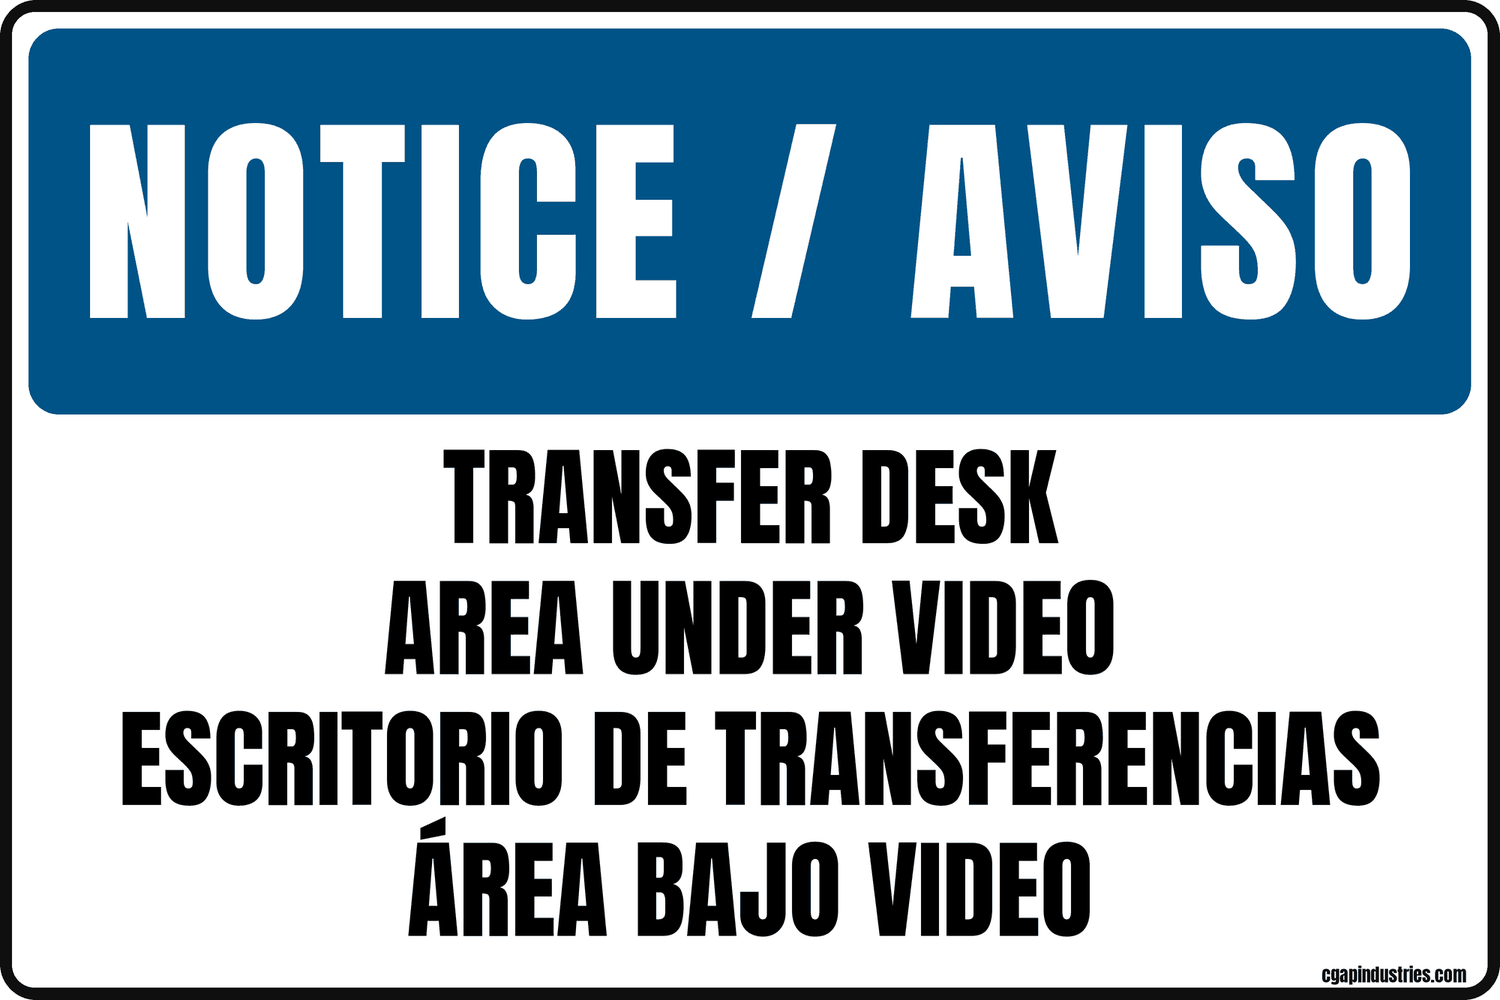 NOTICE / AVISO
TRANSFER DESK
AREA UNDER VIDEO
ESCRITORIO DE TRANSFERENCIAS
ÁREA BAJO VIDEO
cgapindustries.com